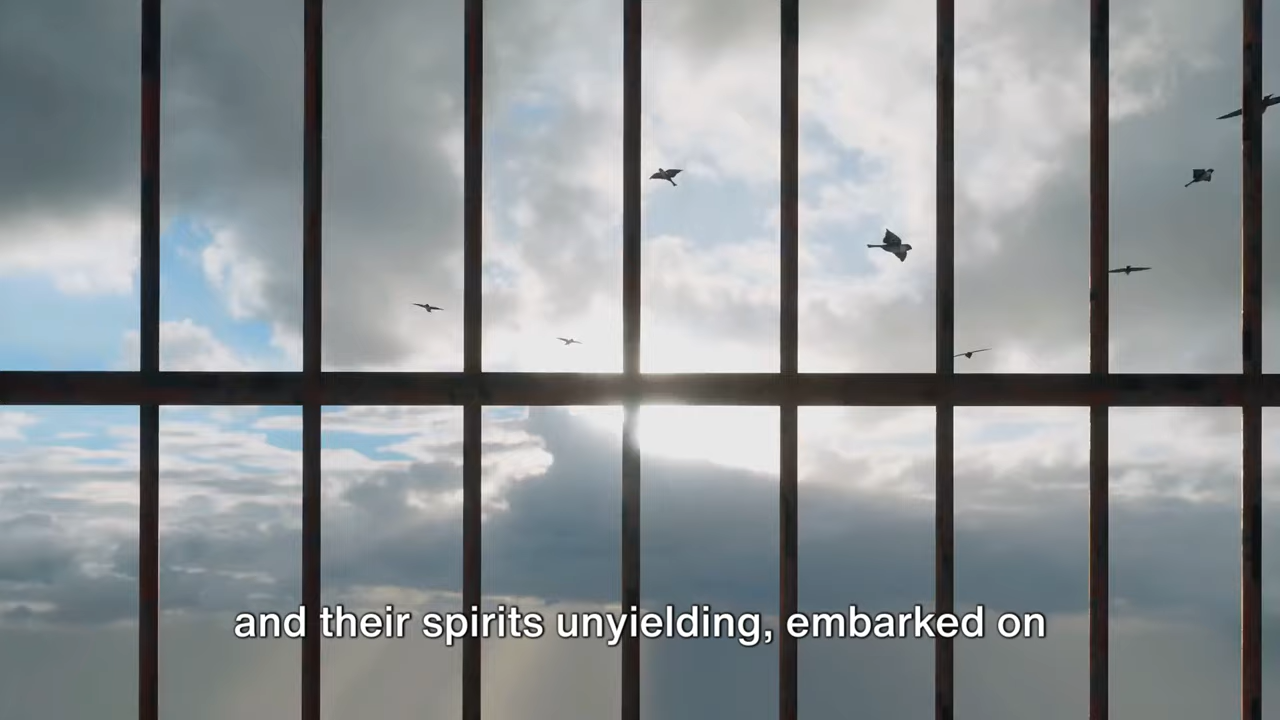 and their spirits unyielding, embarked on